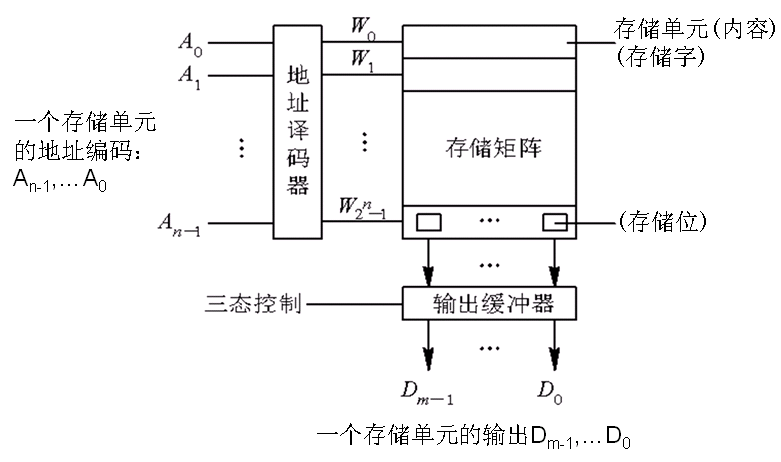 A0 W0 存储单元(内容)
(存储字)
A1 W1
地址译码器
一个存储单元
的地址编码：
An-1,…A0
⋮ ⋮
存储矩阵
An−1 W2^n−1 … (存储位)
…
三态控制 输出缓冲器
…
Dm−1 D0
一个存储单元的输出Dm-1,…D0